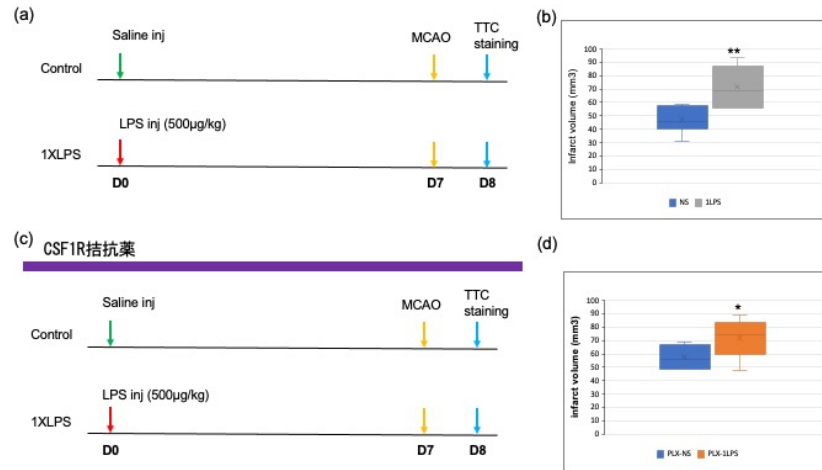 (a)
Saline inj
MCAO
TTC
staining
Control
LPS inj (500µg/kg)
1XLPS
D0
D7
D8
(b)
**
Infarct volume (mm3)
100
90
80
70
60
50
40
30
20
10
0
NS
1LPS
(c)
CSF1R拮抗薬
Saline inj
MCAO
TTC
staining
Control
LPS inj (500µg/kg)
1XLPS
D0
D7
D8
(d)
*
infarct volume (mm3)
100
90
80
70
60
50
40
30
20
10
0
PLX-NS
PLX-1LPS